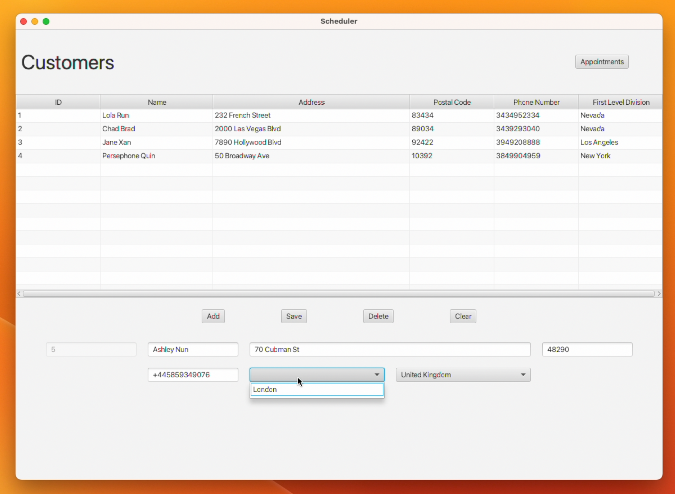 Scheduler
Customers
Appointments
ID Name Address Postal Code Phone Number First Level Division
1 Lola Run 232 French Street 83434 3434952334 Nevada
2 Chad Brad 2000 Las Vegas Blvd 89034 3439293040 Nevada
3 Jane Xan 7890 Hollywood Blvd 92422 3949208888 Los Angeles
4 Persephone Quin 50 Broadway Ave 10392 3849904959 New York
Add Save Delete Clear
5 Ashley Nun 70 Cubman St 48290
+445859349076 United Kingdom
London